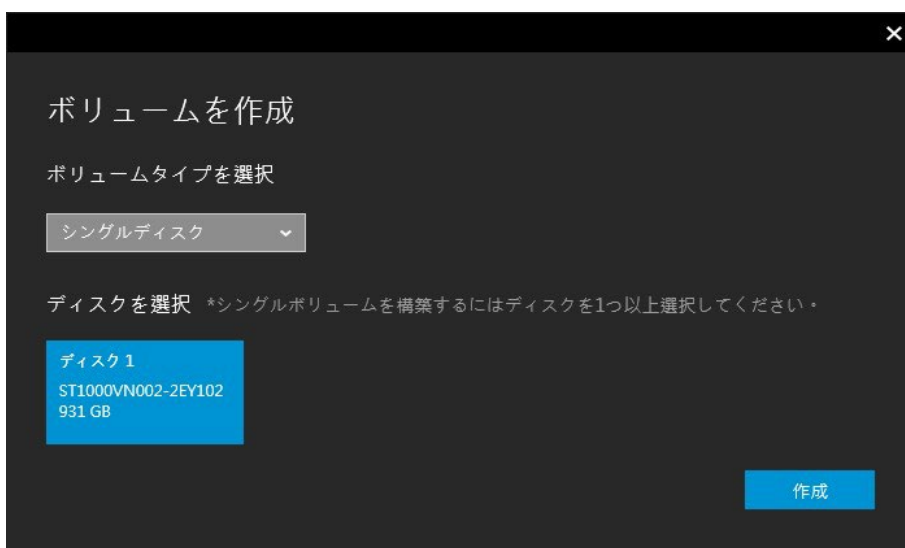 ボリュームを作成
ボリュームタイプを選択
シングルディスク
ディスクを選択 *シングルボリュームを構築するにはディスクを1つ以上選択してください。
ディスク 1
ST1000VN002-2EY102
931 GB
作成